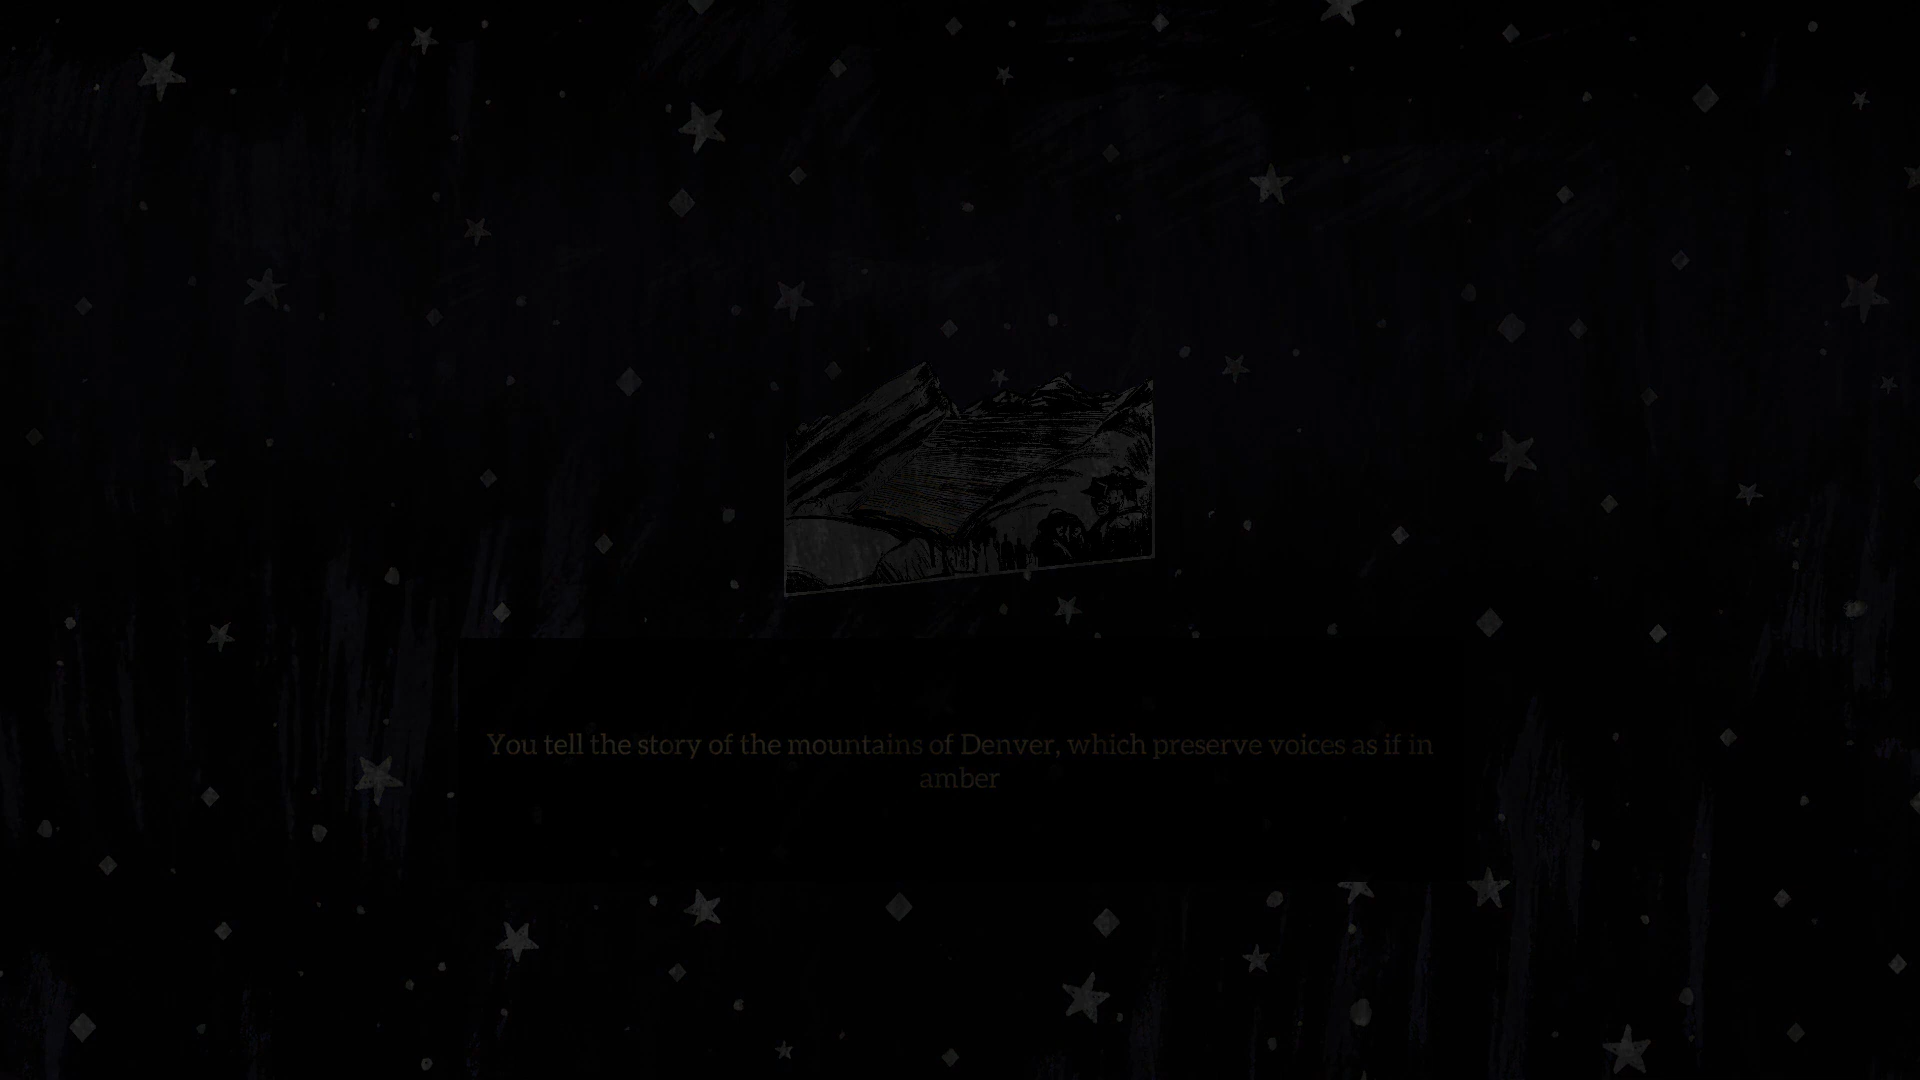 You tell the story of the mountains of Denver, which preserve voices as if in
amber